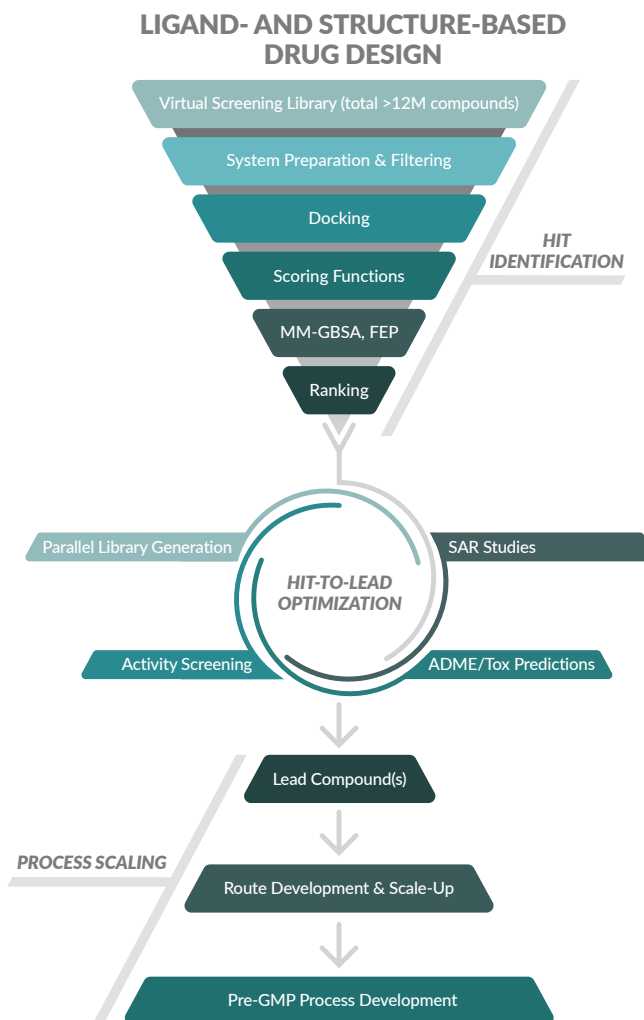 LIGAND- AND STRUCTURE-BASED
DRUG DESIGN
Virtual Screening Library (total >12M compounds)
System Preparation & Filtering
Docking
HIT
IDENTIFICATION
Scoring Functions
MM-GBSA, FEP
Ranking
Parallel Library Generation
SAR Studies
HIT-TO-LEAD
OPTIMIZATION
Activity Screening
ADME/Tox Predictions
Lead Compound(s)
PROCESS SCALING
Route Development & Scale-Up
Pre-GMP Process Development